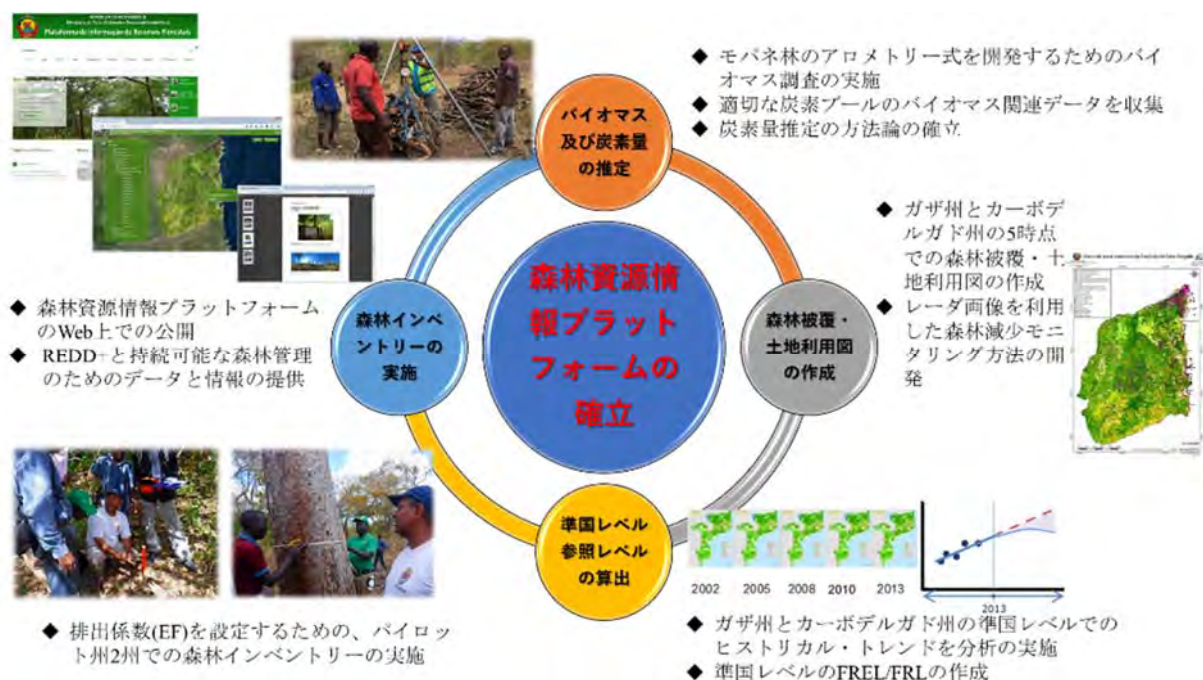 Plataforma de Informação de Recursos Florestais
◆ モパネ林のアロメトリー式を開発するためのバイ
オマス調査の実施
◆ 適切な炭素プールのバイオマス関連データを収集
◆ 炭素量推定の方法論の確立
バイオマス
及び炭素量
の推定
◆ ガザ州とカーボデ
ルガド州の5時点
での森林被覆・土
地利用図の作成
◆ レーダ画像を利用
した森林減少モニ
タリング方法の開
発
森林資源情
報プラット
フォームの
確立
◆ 森林資源情報プラットフォーム
のWeb上での公開
◆ REDD+と持続可能な森林管理
のためのデータと情報の提供
森林インベ
ントリーの
実施
森林被覆・
土地利用図
の作成
準国レベル
参照レベル
の算出
2002 2005 2008 2010 2013
2013
◆ 排出係数(EF)を設定するための、パイロッ
ト州2州での森林インベントリーの実施
◆ ガザ州とカーボデルガド州の準国レベルでの
ヒストリカル・トレンドを分析の実施
◆ 準国レベルのFREL/FRLの作成